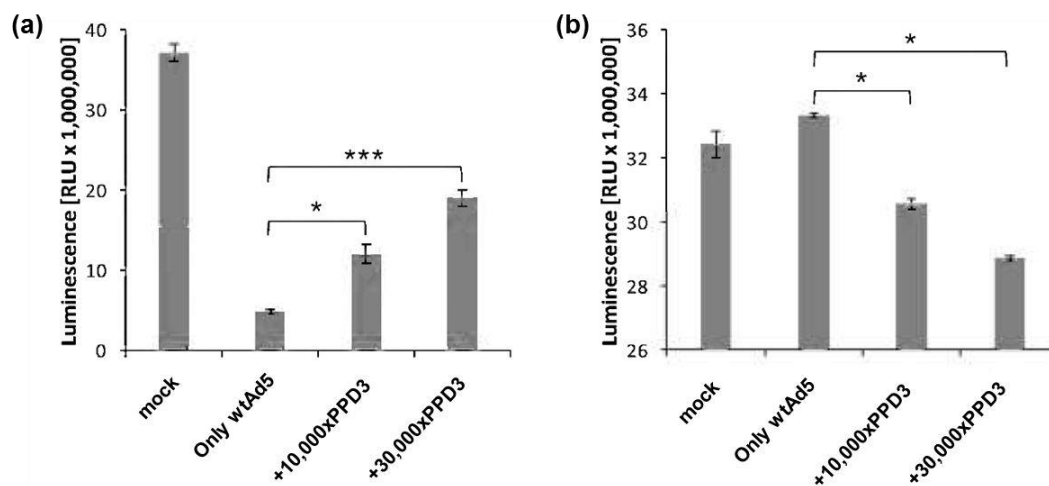 (a)
Luminescence [RLU x 1,000,000]
40
30
20
10
0
***
*
mock
Only wtAd5
+10,000xPPD3
+30,000xPPD3
(b)
Luminescence [RLU x 1,000,000]
36
34
32
30
28
26
*
*
mock
Only wtAd5
+10,000xPPD3
+30,000xPPD3